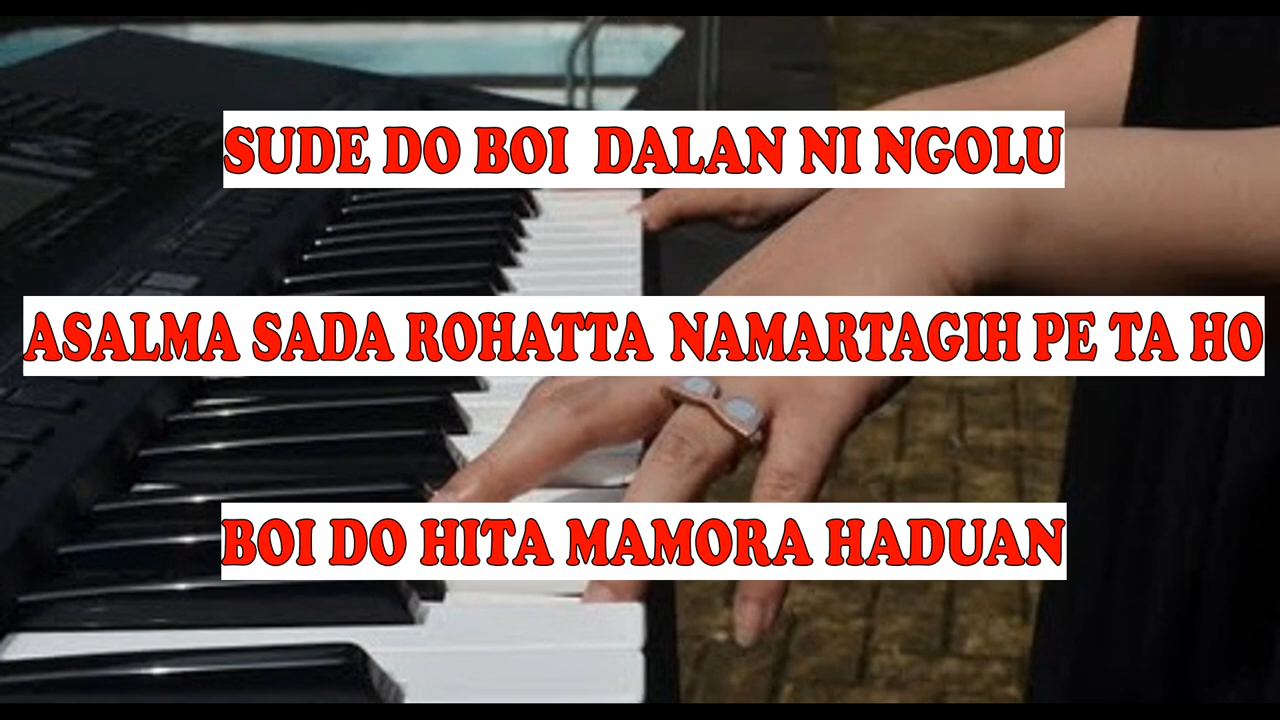 SUDE DO BOI DALAN NI NGOLU
ASALMA SADA ROHATTA NAMARTAGIH PE TA HO
BOI DO HITA MAMORA HADUAN